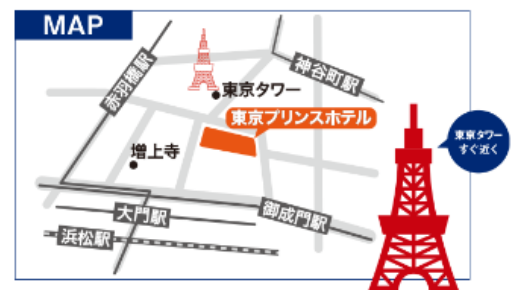 MAP
赤羽橋駅
神谷町駅
東京タワー
東京プリンスホテル
東京タワー
すぐ近く
増上寺
大門駅
御成門駅
浜松駅